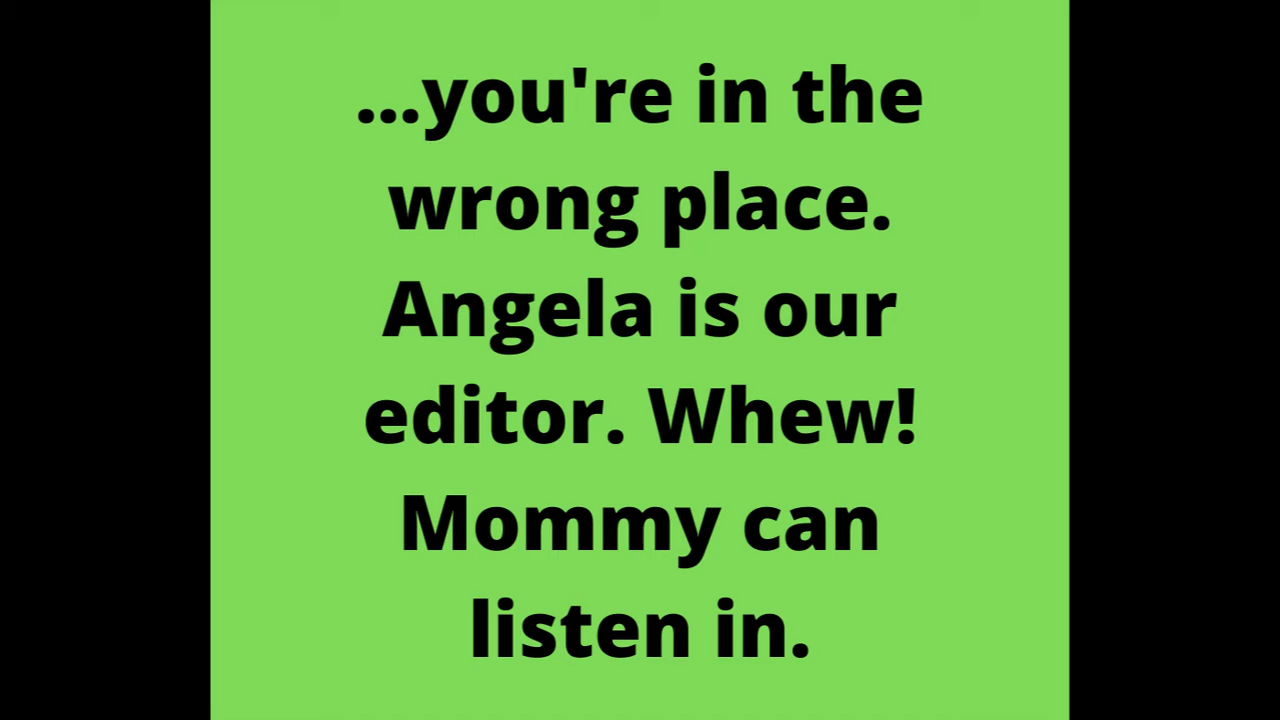 ...you're in the
wrong place.
Angela is our
editor. Whew!
Mommy can
listen in.